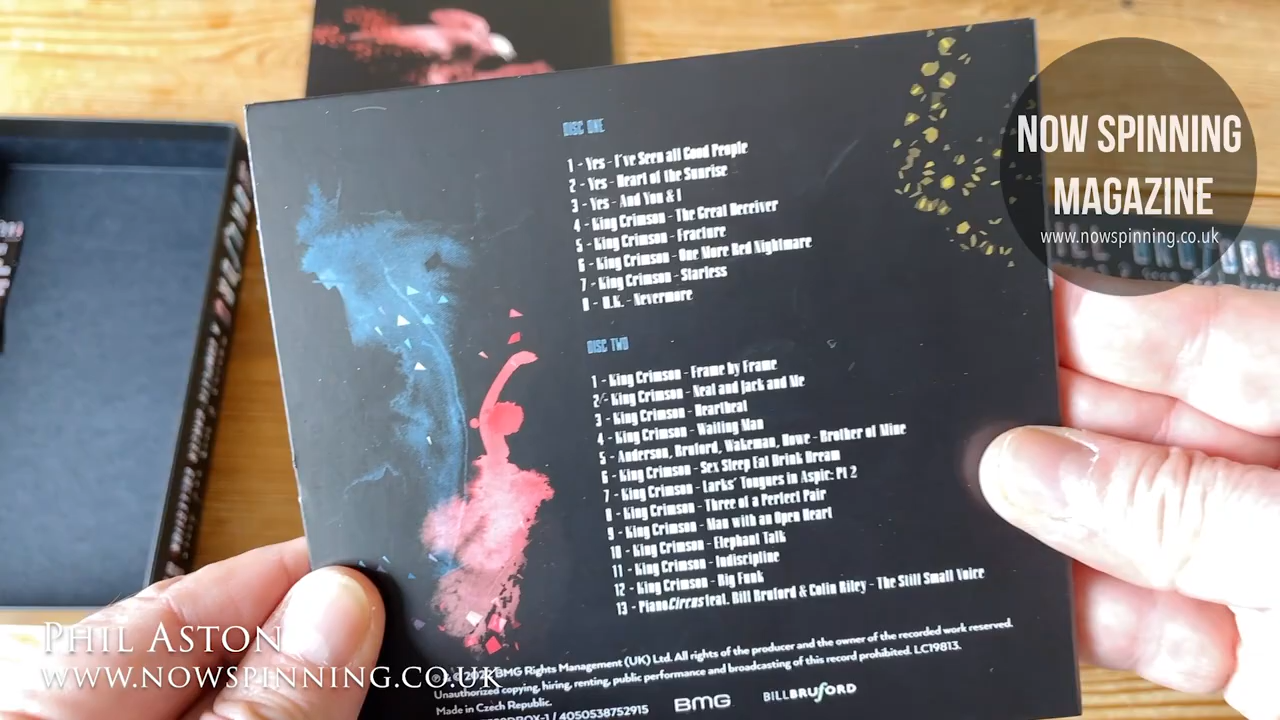 DISC ONE
1 - Yes - I've Seen all Good People
2 - Yes - Heart of the Sunrise
3 - Yes - And You & I
4 - King Crimson - The Great Deceiver
5 - King Crimson - Fracture
6 - King Crimson - One More Red Nightmare
7 - King Crimson - Starless
8 - U.K. - Nevermore
DISC TWO
1 - King Crimson - Frame by Frame
2 - King Crimson - Neal and Jack and Me
3 - King Crimson - Heartbeat
4 - King Crimson - Waiting Man
5 - Anderson, Bruford, Wakeman, Howe - Brother of Mine
6 - King Crimson - Sex Sleep Eat Drink Dream
7 - King Crimson - Larks' Tongues in Aspic: Pt 2
8 - King Crimson - Three of a Perfect Pair
9 - King Crimson - Man with an Open Heart
10 - King Crimson - Elephant Talk
11 - King Crimson - Indiscipline
12 - King Crimson - Big Funk
13 - PianoCircus feat. Bill Bruford & Colin Riley - The Still Small Voice
BMG Rights Management (UK) Ltd. All rights of the producer and the owner of the recorded work reserved.
Unauthorized copying, hiring, renting, public performance and broadcasting of this record prohibited. LC19813.
Made in Czech Republic.
/ 4050538752915
BMG
BILLBRUFORD
NOW SPINNING
MAGAZINE
www.nowspinning.co.uk
PHIL ASTON
WWW.NOWSPINNING.CO.UK